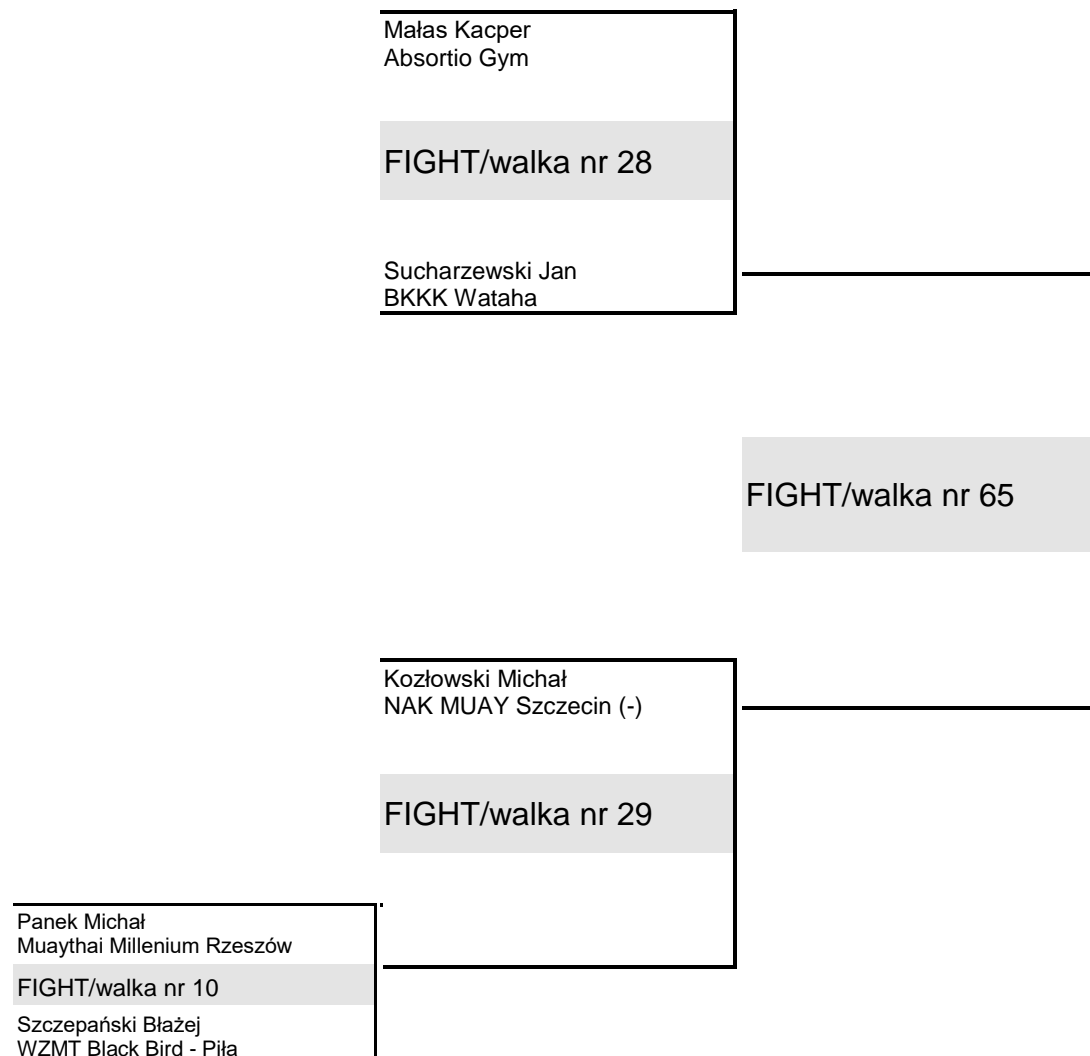 Małas Kacper
Absortio Gym
FIGHT/walka nr 28
Sucharzewski Jan
BKKK Wataha
FIGHT/walka nr 65
Kozłowski Michał
NAK MUAY Szczecin (-)
FIGHT/walka nr 29
Panek Michał
Muaythai Millenium Rzeszów
FIGHT/walka nr 10
Szczepański Błażej
WZMT Black Bird - Piła